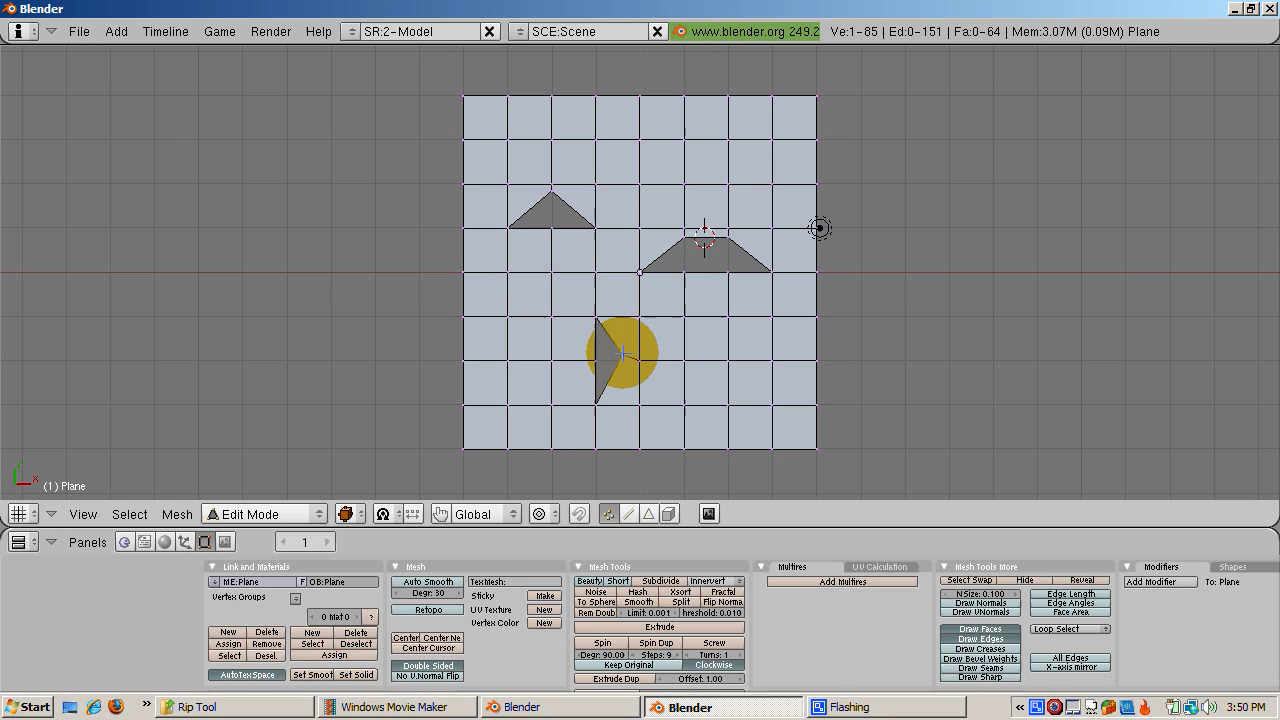 Blender
File Add Timeline Game Render Help SR:2-Model SCE:Scene www.blender.org 249.2 Ve:1-85 | Ed:0-151 | Fa:0-64 | Mem:3.07M (0.09M) Plane
(1) Plane
View Select Mesh Edit Mode Global
Panels 1
Link and Materials
ME:Plane F OB:Plane
Vertex Groups
0 Mat 0 ?
New Delete New Delete
Assign Remove Select Deselect
Select Desel. Assign
AutoTexSpace Set Smoot Set Solid
Mesh
Auto Smooth TexMesh:
Degr: 30 Sticky Make
Retopo UV Texture New
Vertex Color New
Center Center Ne
Center Cursor
Double Sided
No V.Normal Flip
Mesh Tools
Beauty Short Subdivide Innervert
Noise Hash Xsort Fractal
To Sphere Smooth Split Flip Norma
Rem Doub Limit: 0.001 hreshold: 0.010
Extrude
Spin Spin Dup Screw
Degr: 90.00 Steps: 9 Turns: 1
Keep Original Clockwise
Extrude Dup Offset: 1.00
Multires UV Calculation
Add Multires
Mesh Tools More
Select Swap Hide Reveal
NSize: 0.100 Edge Length
Draw Normals Edge Angles
Draw VNormals Face Area
Draw Faces Loop Select
Draw Edges
Draw Creases
Draw Bevel Weights All Edges
Draw Seams X-axis mirror
Draw Sharp
Modifiers Shapes
Add Modifier To: Plane
Start Rip Tool Windows Movie Maker Blender Blender Flashing 3:50 PM